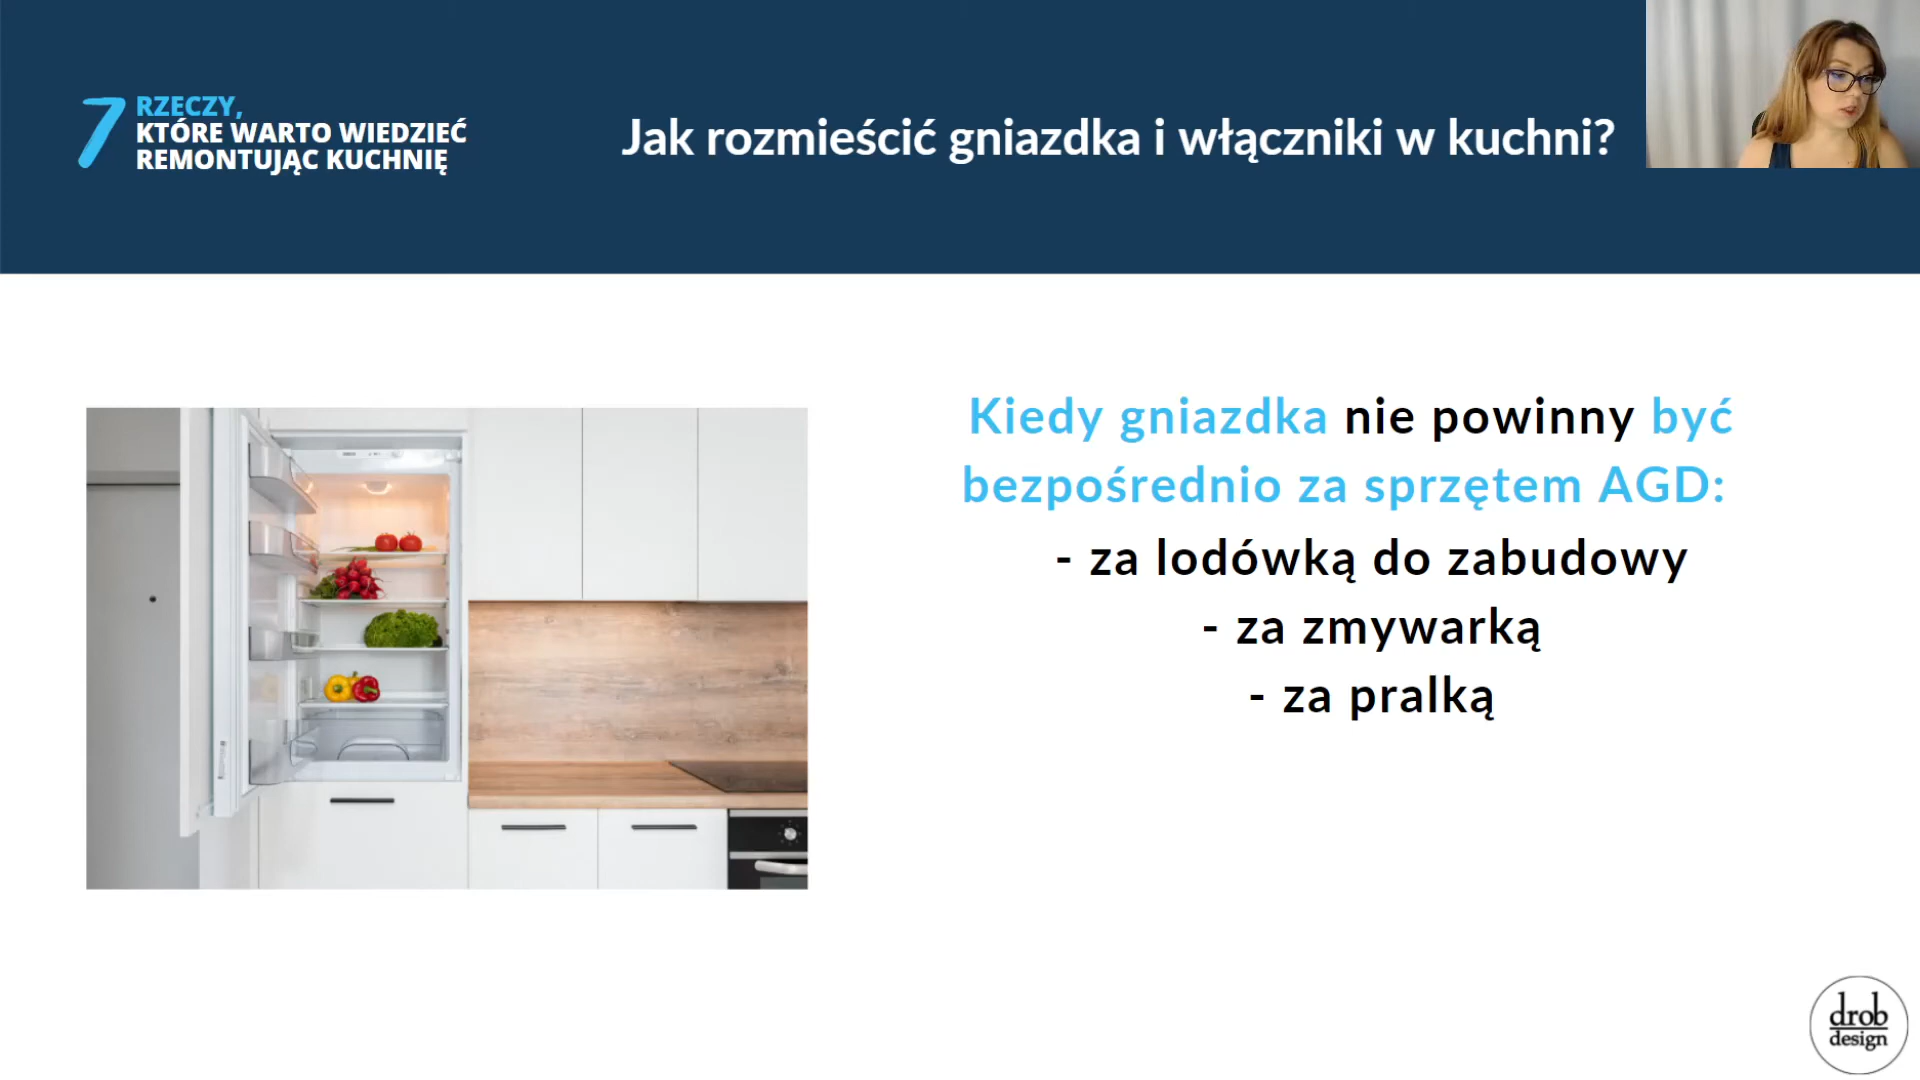 7 RZECZY,
KTÓRE WARTO WIEDZIEĆ
REMONTUJĄC KUCHNIĘ
Jak rozmieścić gniazdka i włączniki w kuchni?
Kiedy gniazdka nie powinny być
bezpośrednio za sprzętem AGD:
- za lodówką do zabudowy
- za zmywarką
- za pralką
drob
design